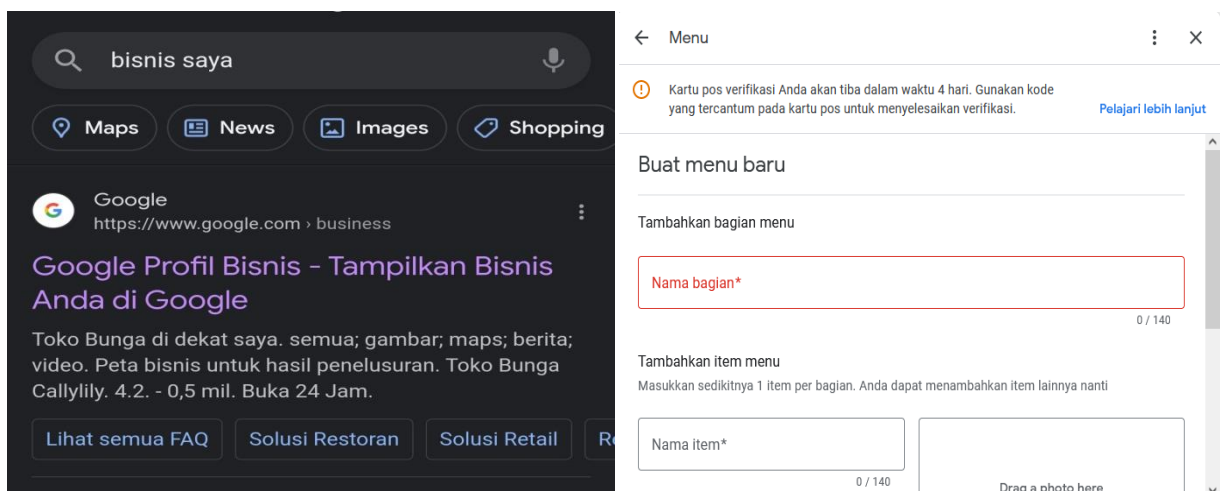 bisnis saya
Maps
News
Images
Shopping
Google
https://www.google.com › business
Google Profil Bisnis - Tampilkan Bisnis
Anda di Google
Toko Bunga di dekat saya. semua; gambar; maps; berita;
video. Peta bisnis untuk hasil penelusuran. Toko Bunga
Callylily. 4.2. - 0,5 mil. Buka 24 Jam.
Lihat semua FAQ
Solusi Restoran
Solusi Retail
Menu
Kartu pos verifikasi Anda akan tiba dalam waktu 4 hari. Gunakan kode
yang tercantum pada kartu pos untuk menyelesaikan verifikasi.
Pelajari lebih lanjut
Buat menu baru
Tambahkan bagian menu
Nama bagian*
0 / 140
Tambahkan item menu
Masukkan sedikitnya 1 item per bagian. Anda dapat menambahkan item lainnya nanti
Nama item*
0 / 140
Drag a photo here